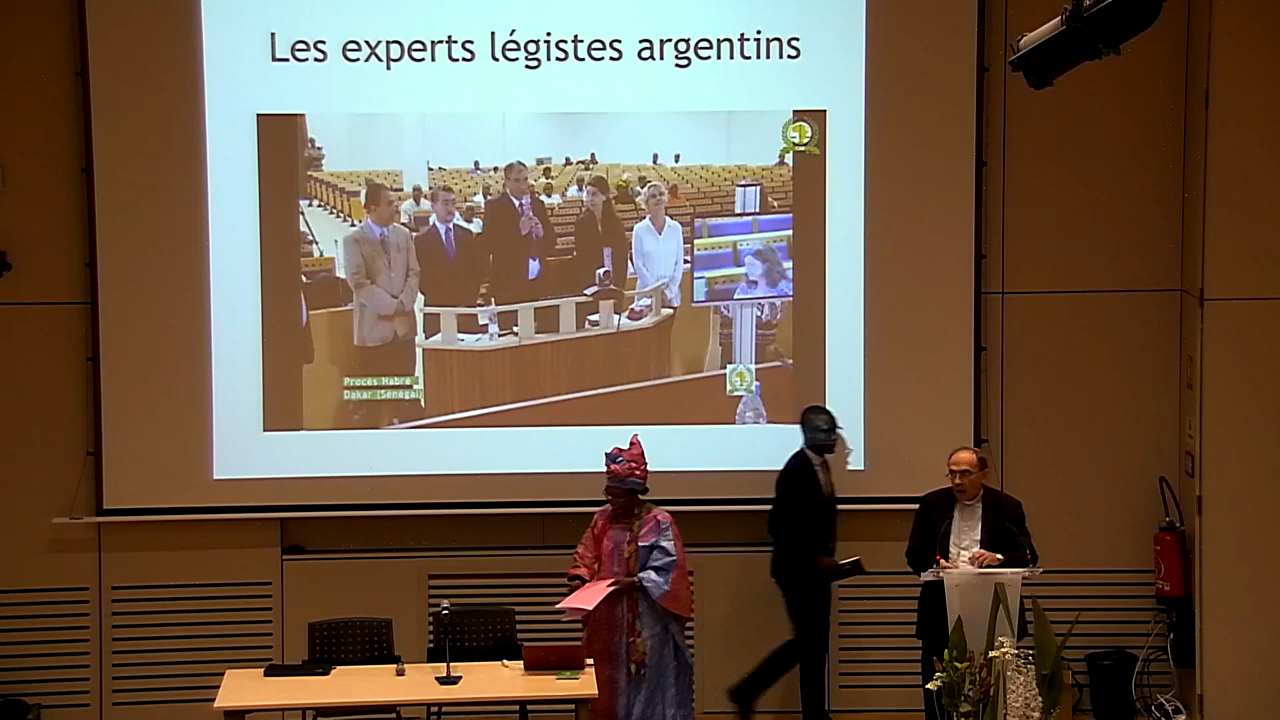 Les experts légistes argentins
Procès Habré
Dakar (Sénégal)